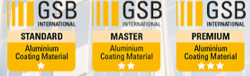 GSB
INTERNATIONAL
STANDARD
Aluminium
Coating Material
GSB
INTERNATIONAL
MASTER
Aluminium
Coating Material
GSB
INTERNATIONAL
PREMIUM
Aluminium
Coating Material